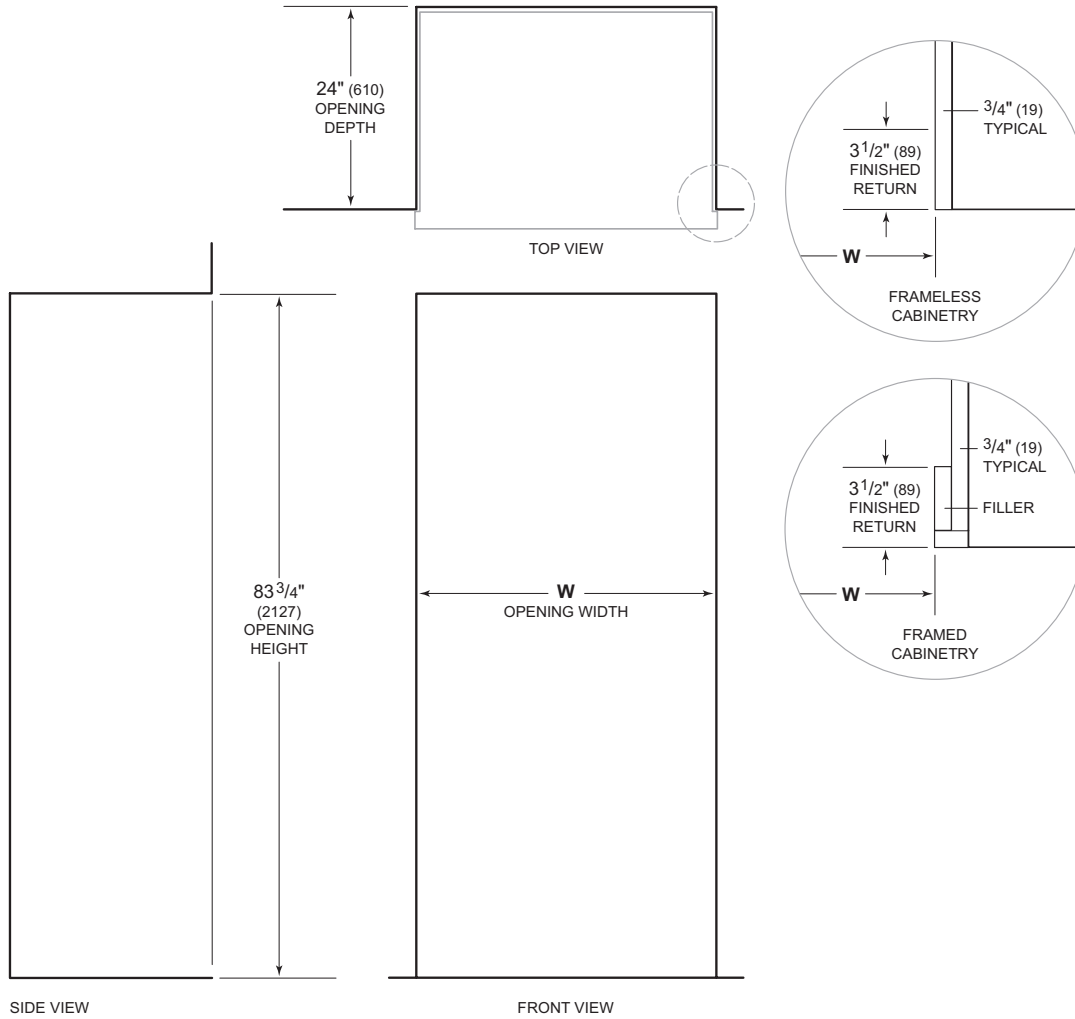 24" (610)
OPENING
DEPTH
TOP VIEW
3/4" (19)
TYPICAL
3 1/2" (89)
FINISHED
RETURN
W
FRAMELESS
CABINETRY
3/4" (19)
TYPICAL
3 1/2" (89)
FINISHED
RETURN
FILLER
W
FRAMED
CABINETRY
83 3/4"
(2127)
OPENING
HEIGHT
W
OPENING WIDTH
SIDE VIEW
FRONT VIEW